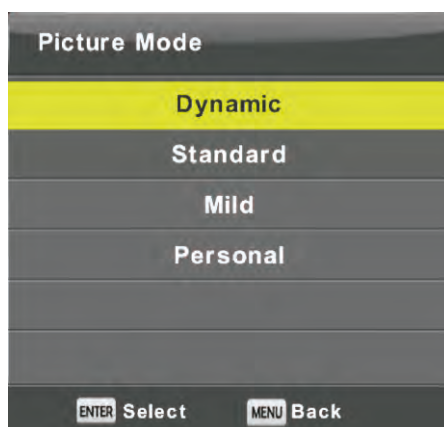 Picture Mode
Dynamic
Standard
Mild
Personal
ENTER Select MENU Back